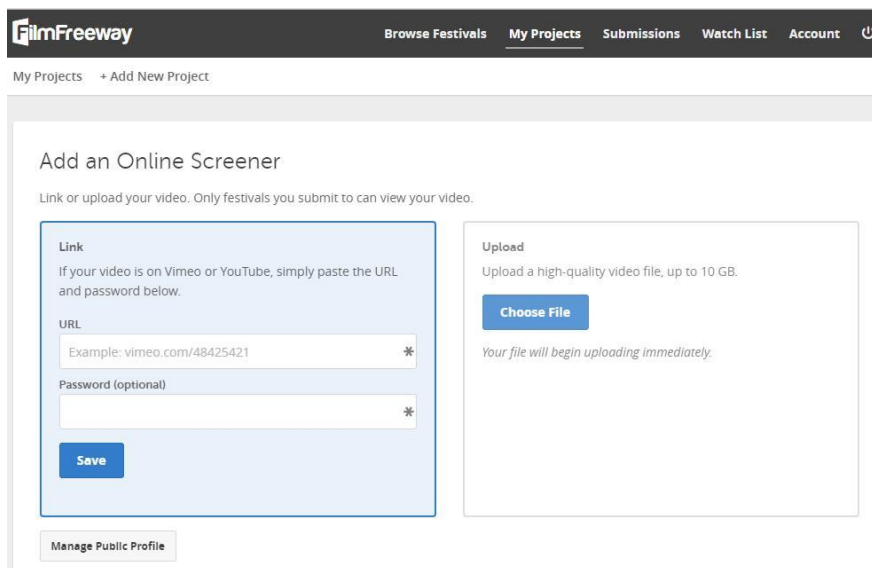 FilmFreeway
Browse Festivals My Projects Submissions Watch List Account
My Projects + Add New Project
Add an Online Screener
Link or upload your video. Only festivals you submit to can view your video.
Link
If your video is on Vimeo or YouTube, simply paste the URL
and password below.
URL
Example: vimeo.com/48425421
Password (optional)
Save
Upload
Upload a high-quality video file, up to 10 GB.
Choose File
Your file will begin uploading immediately.
Manage Public Profile